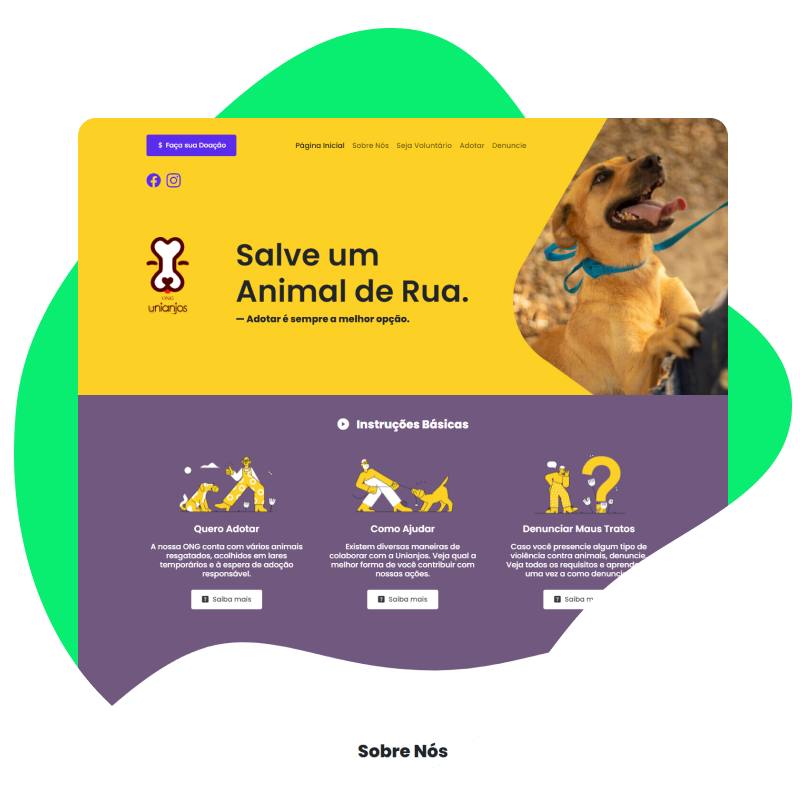 $ Faça sua Doação
Página Inicial Sobre Nós Seja Voluntário Adotar Denuncie
Salve um
Animal de Rua.
— Adotar é sempre a melhor opção.
ONG
unianjos
Instruções Básicas
Quero Adotar
A nossa ONG conta com vários animais
resgatados, acolhidos em lares
temporários e à espera de adoção
responsável.
Saiba mais
Como Ajudar
Existem diversas maneiras de
colaborar com a Unianjos. Veja qual a
melhor forma de você contribuir com
nossas ações.
Saiba mais
Denunciar Maus Tratos
Caso você presencie algum tipo de
violência contra animais, denuncie.
Veja todos os requisitos e
uma vez a como
Saiba
Sobre Nós